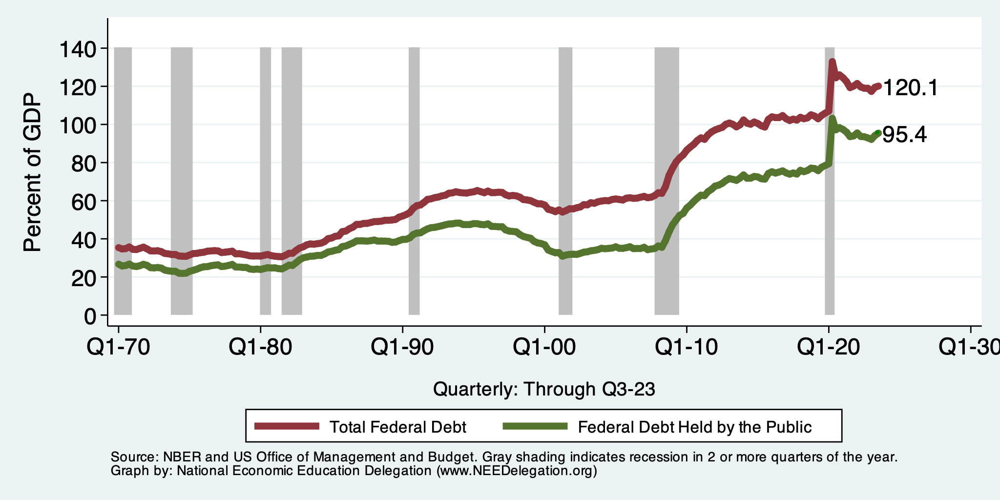 140
120
100
80
60
40
20
0
Percent of GDP
120.1
95.4
Q1-70 Q1-80 Q1-90 Q1-00 Q1-10 Q1-20 Q1-30
Quarterly: Through Q3-23
Total Federal Debt Federal Debt Held by the Public
Source: NBER and US Office of Management and Budget. Gray shading indicates recession in 2 or more quarters of the year.
Graph by: National Economic Education Delegation (www.NEEDelegation.org)